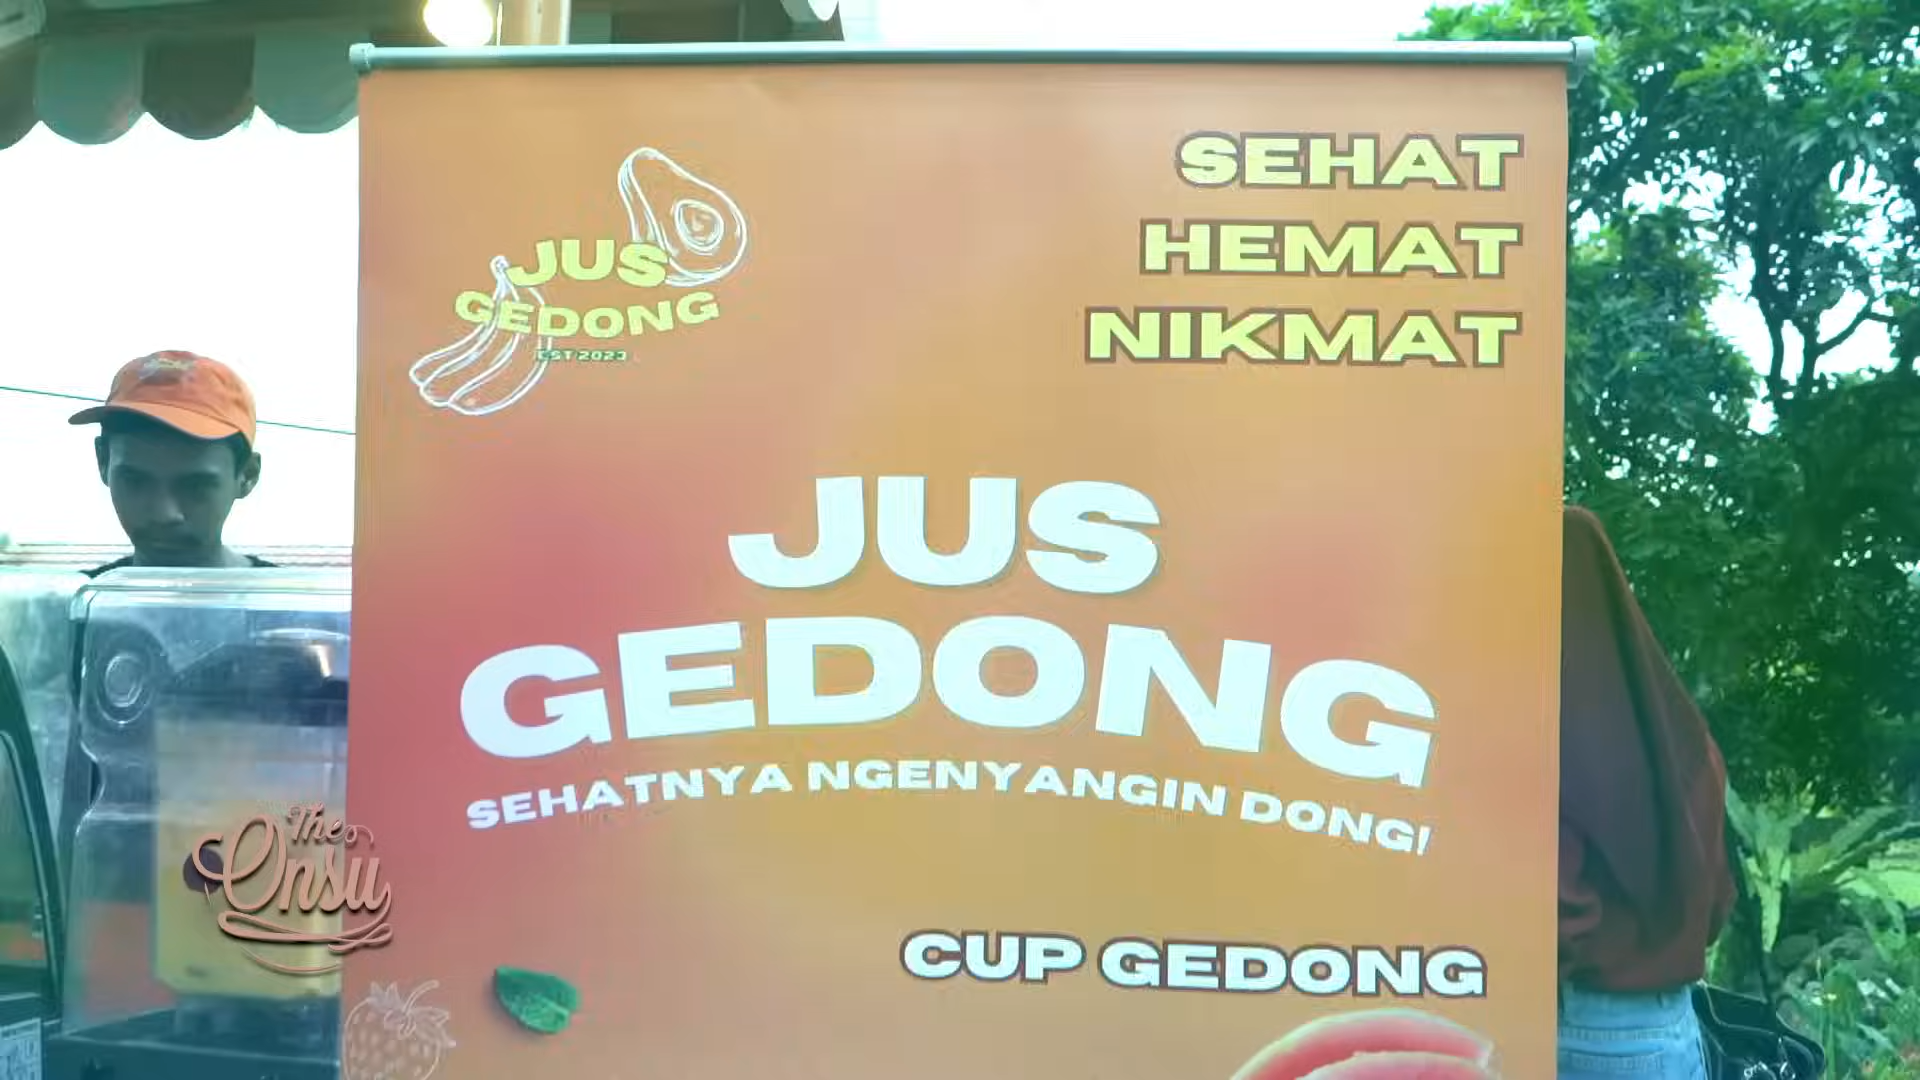 JUS
GEDONG
EST 2023
SEHAT
HEMAT
NIKMAT
JUS
GEDONG
SEHATNYA NGENYANGIN DONG!
CUP GEDONG
The
Onsu